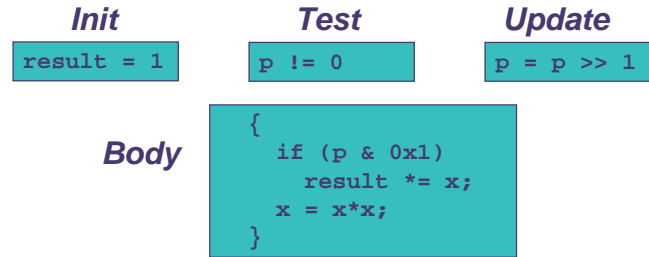 Init Test Update
result = 1 p != 0 p = p >> 1
Body
{
if (p & 0x1)
result *= x;
x = x*x;
}